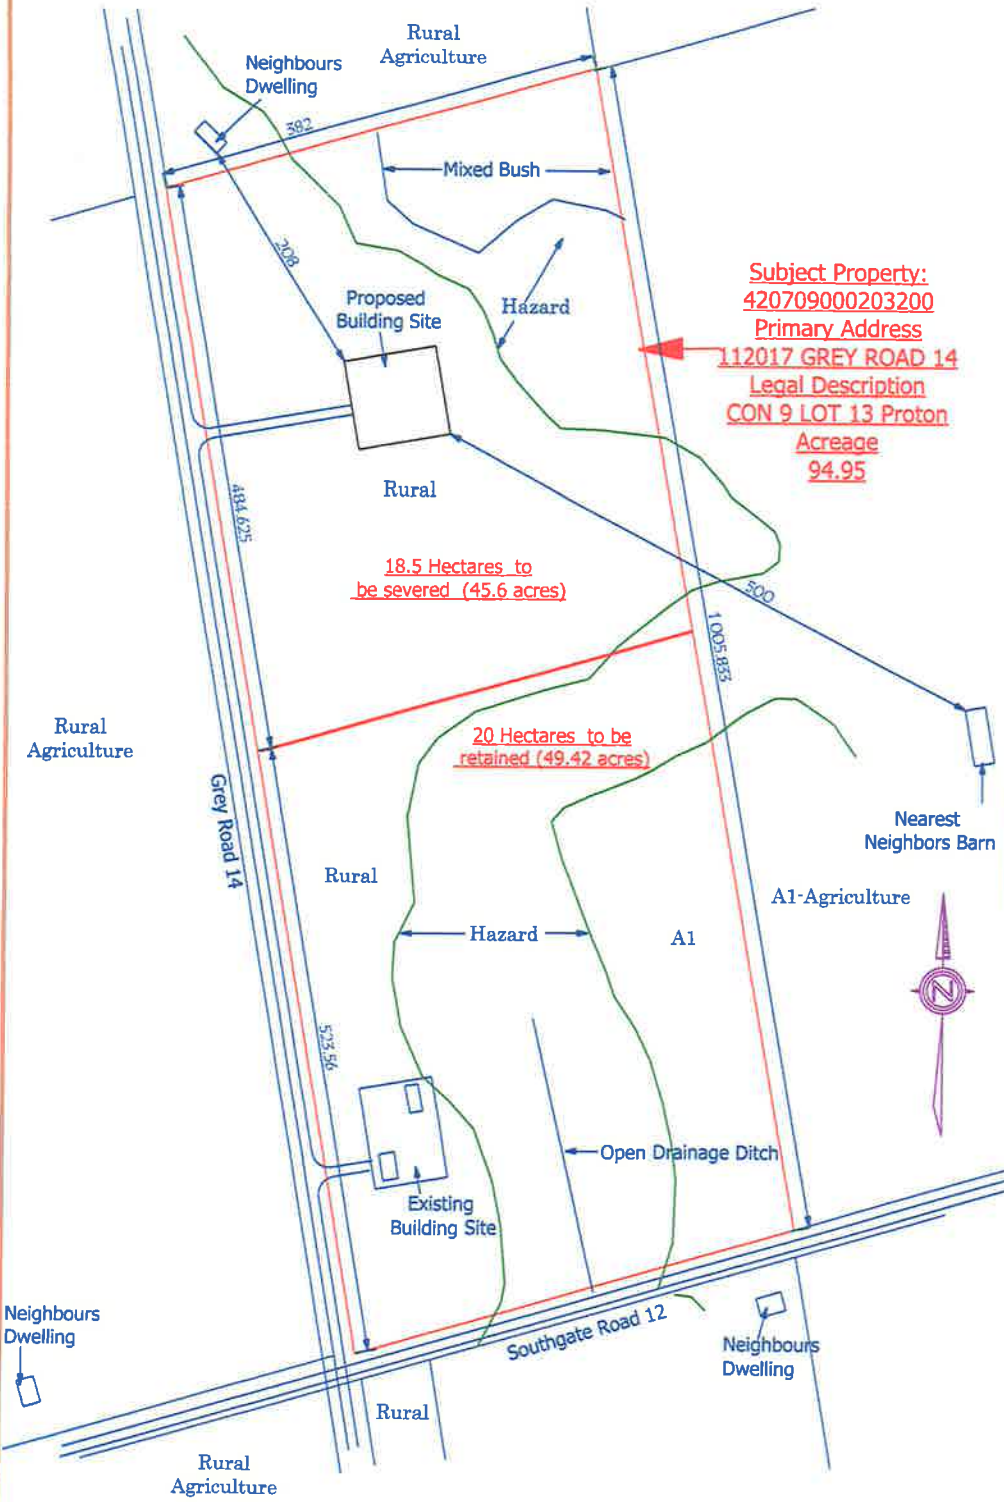 Rural
Agriculture
Neighbours
Dwelling
382
Mixed Bush
208
Hazard
Proposed
Building Site
Subject Property:
420709000203200
Primary Address
112017 GREY ROAD 14
Legal Description
CON 9 LOT 13 Proton
Acreage
94.95
Rural
484.625
18.5 Hectares to
be severed (45.6 acres)
500
1005.833
Rural
Agriculture
20 Hectares to be
retained (49.42 acres)
Grey Road 14
Nearest
Neighbors Barn
Rural
A1-Agriculture
Hazard
A1
N
523.56
Open Drainage Ditch
Existing
Building Site
Neighbours
Dwelling
Southgate Road 12
Neighbours
Dwelling
Rural
Rural
Agriculture